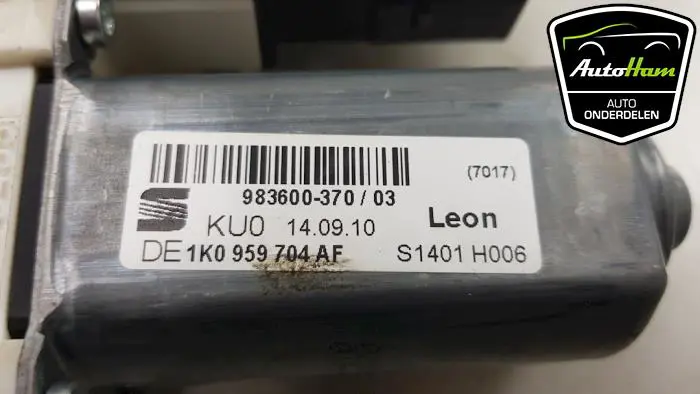 AutoHam
AUTO
ONDERDELEN
(7017)
983600-370 / 03
KU0 14.09.10 Leon
DE 1K0 959 704 AF S1401 H006